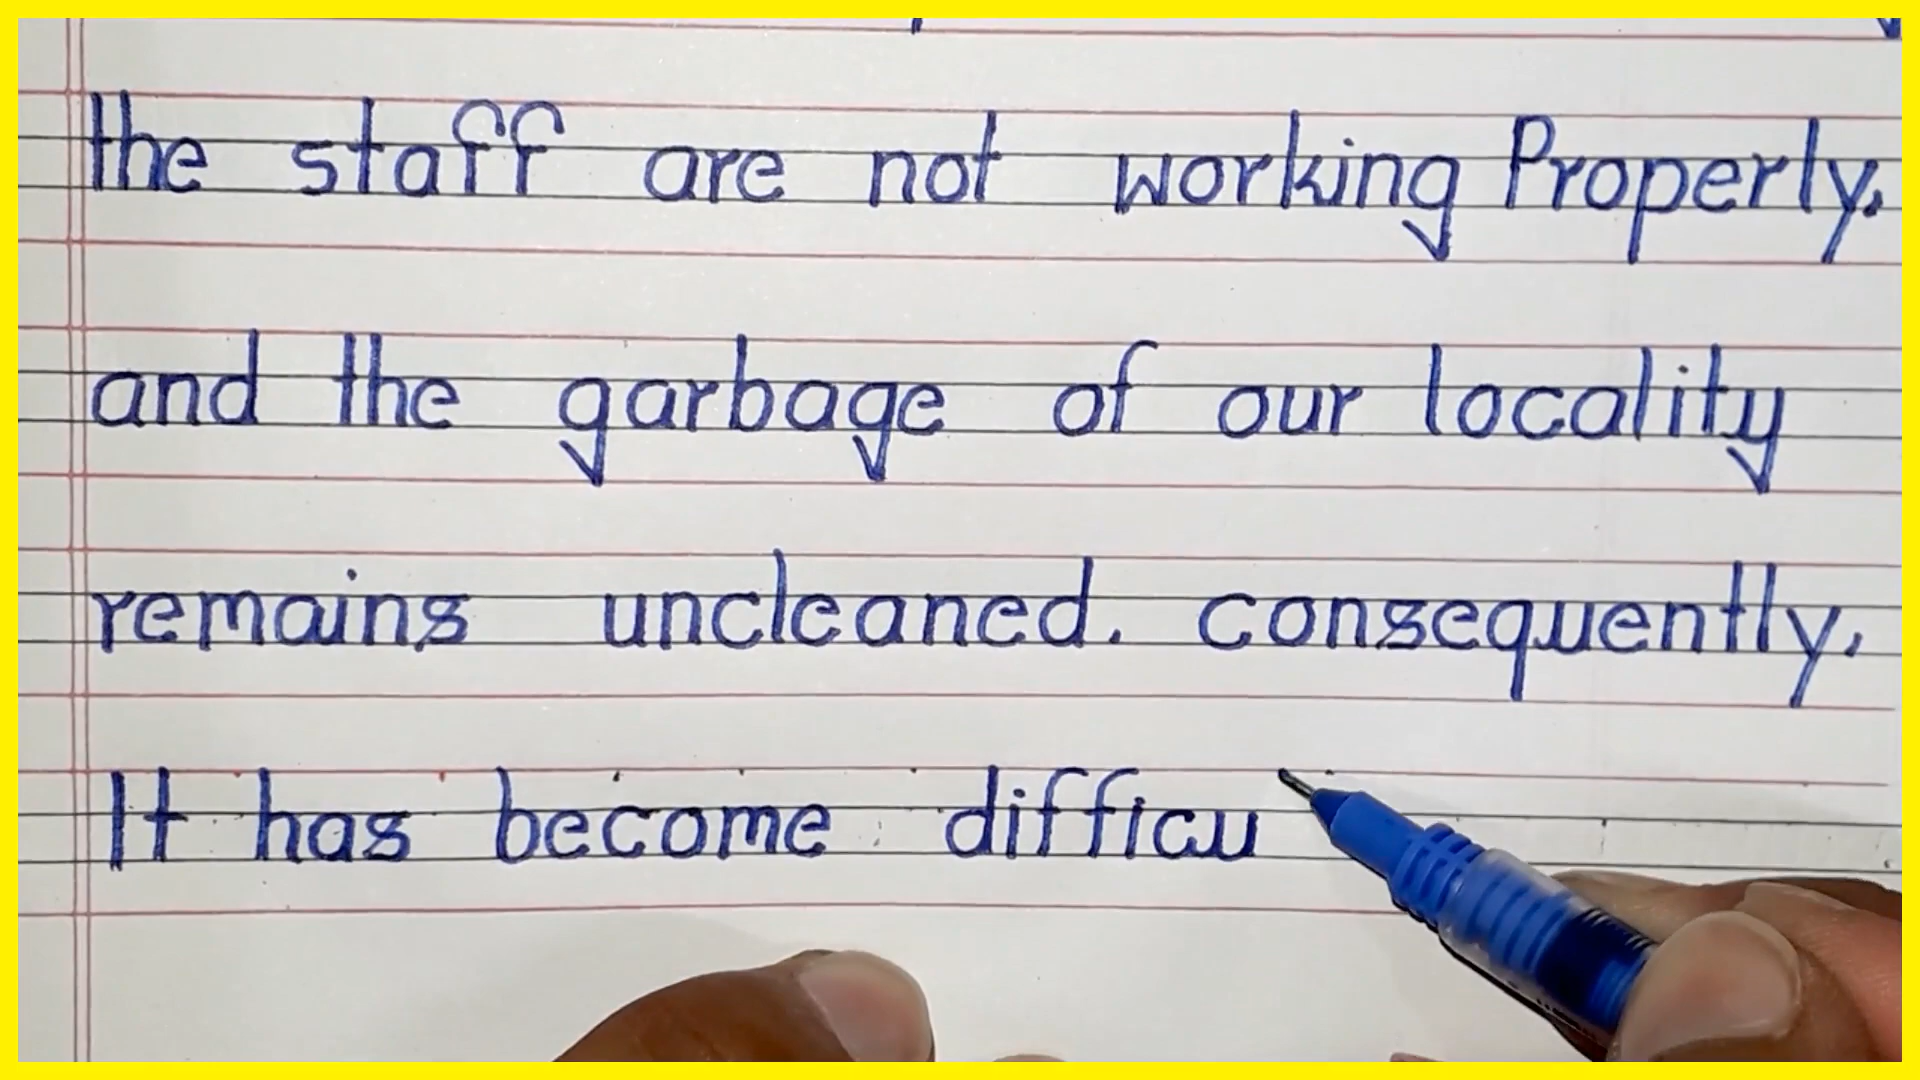 the staff are not working Properly,
and the garbage of our locality
remains uncleaned. consequently,
It has become difficu